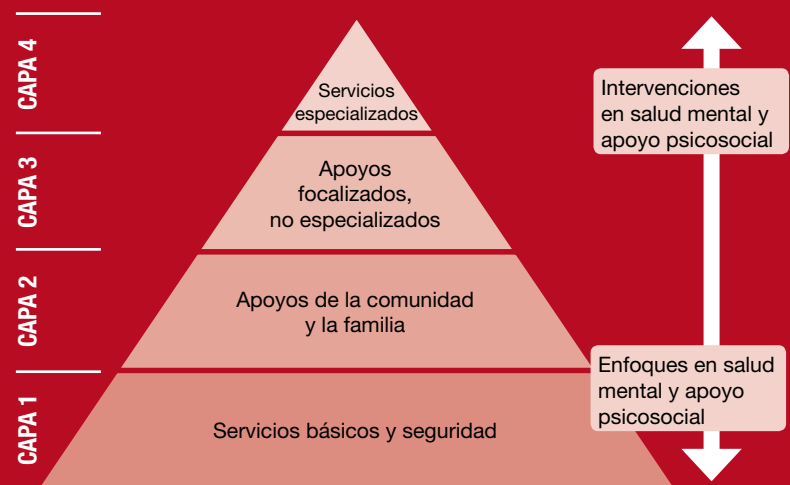 CAPA 4
Servicios
especializados
Intervenciones
en salud mental y
apoyo psicosocial
CAPA 3
Apoyos
focalizados,
no especializados
CAPA 2
Apoyos de la comunidad
y la familia
Enfoques en salud
mental y apoyo
psicosocial
CAPA 1
Servicios básicos y seguridad